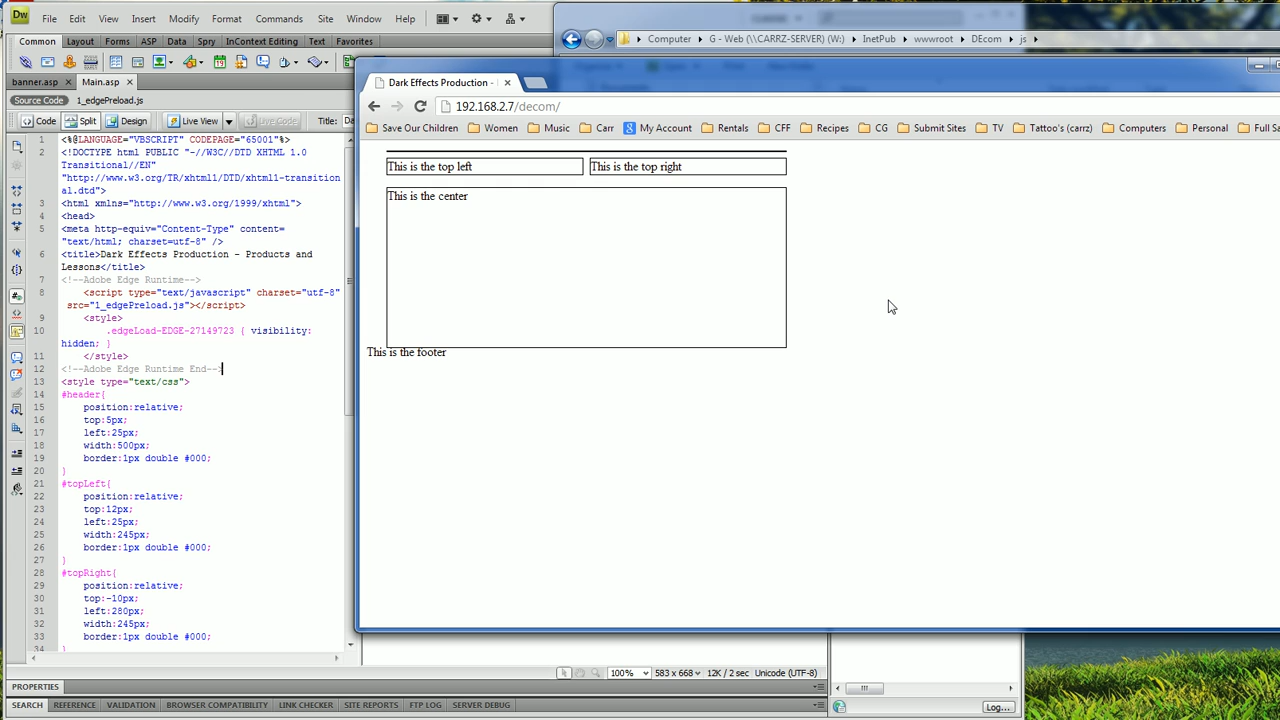 Dw File Edit View Insert Modify Format Commands Site Window Help
Common Layout Forms ASP Data Spry InContext Editing Text Favorites
banner.asp × Main.asp ×
Source Code 1_edgePreload.js
Code Split Design Live View Live Code Title: Da
1 <%@LANGUAGE="VBSCRIPT" CODEPAGE="65001"%>
2 <!DOCTYPE html PUBLIC "-//W3C//DTD XHTML 1.0
Transitional//EN"
"http://www.w3.org/TR/xhtml1/DTD/xhtml1-transition
al.dtd">
3 <html xmlns="http://www.w3.org/1999/xhtml">
4 <head>
5 <meta http-equiv="Content-Type" content=
"text/html; charset=utf-8" />
6 <title>Dark Effects Production - Products and
Lessons</title>
7 <!--Adobe Edge Runtime-->
8 <script type="text/javascript" charset="utf-8"
src="1_edgePreload.js"></script>
9 <style>
10 .edgeLoad-EDGE-27149723 { visibility:
hidden; }
11 </style>
12 <!--Adobe Edge Runtime End-->
13 <style type="text/css">
14 #header{
15 position:relative;
16 top:5px;
17 left:25px;
18 width:500px;
19 border:1px double #000;
20 }
21 #topLeft{
22 position:relative;
23 top:12px;
24 left:25px;
25 width:245px;
26 border:1px double #000;
27 }
28 #topRight{
29 position:relative;
30 top:-10px;
31 left:280px;
32 width:245px;
33 border:1px double #000;
34 }
100% 583 x 668 12K / 2 sec Unicode (UTF-8)
PROPERTIES
SEARCH REFERENCE VALIDATION BROWSER COMPATIBILITY LINK CHECKER SITE REPORTS FTP LOG SERVER DEBUG
Log...
Computer G - Web (\\CARRZ-SERVER) (W:) InetPub wwwroot DEcom js
Dark Effects Production - ×
192.168.2.7/decom/
Save Our Children Women Music Carr My Account Rentals CFF Recipes CG Submit Sites TV Tattoo's (carrz) Computers Personal Full Sa
This is the top left This is the top right
This is the center
This is the footer